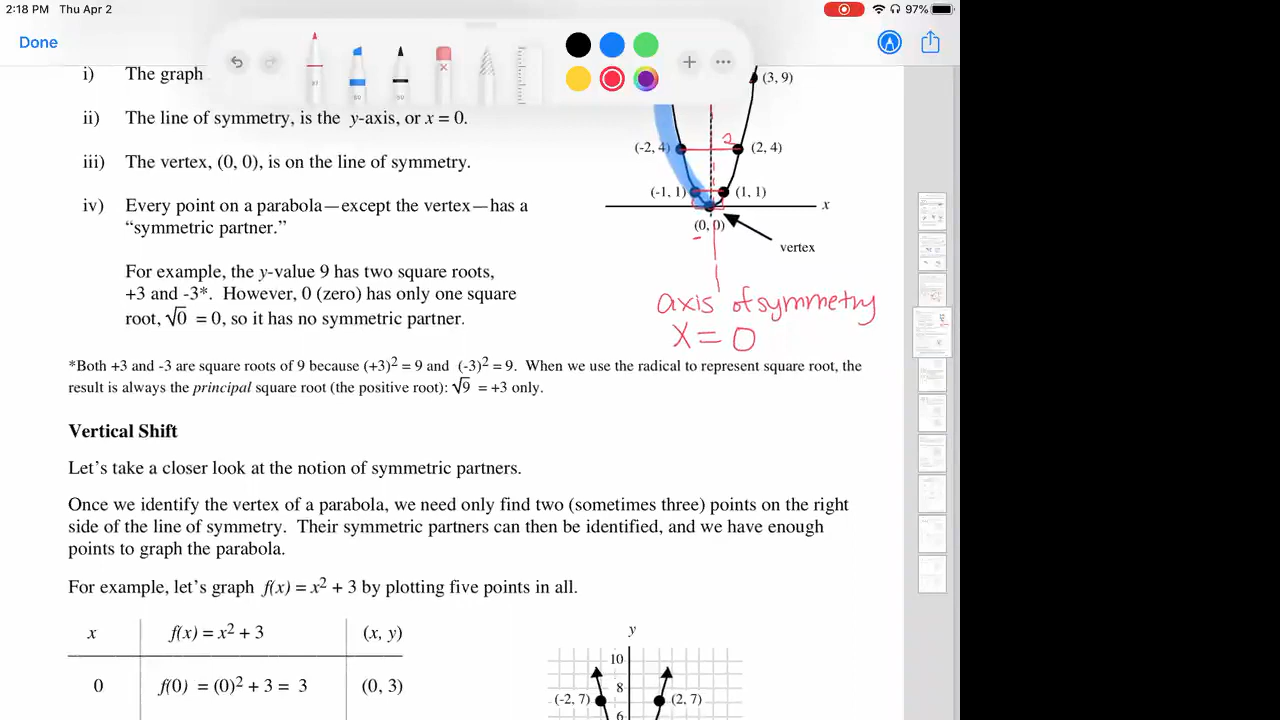 2:18 PM Thu Apr 2
97%
Done
i) The graph
(3, 9)
ii) The line of symmetry, is the y-axis, or x = 0.
2
(-2, 4)
(2, 4)
iii) The vertex, (0, 0), is on the line of symmetry.
(-1, 1)
(1, 1)
iv) Every point on a parabola—except the vertex—has a
“symmetric partner.”
x
(0, 0)
vertex
For example, the y-value 9 has two square roots,
+3 and -3*. However, 0 (zero) has only one square
root, √0 = 0, so it has no symmetric partner.
axis of symmetry
X = 0
*Both +3 and -3 are square roots of 9 because (+3)² = 9 and (-3)² = 9. When we use the radical to represent square root, the
result is always the principal square root (the positive root): √9 = +3 only.
Vertical Shift
Let’s take a closer look at the notion of symmetric partners.
Once we identify the vertex of a parabola, we need only find two (sometimes three) points on the right
side of the line of symmetry. Their symmetric partners can then be identified, and we have enough
points to graph the parabola.
For example, let’s graph f(x) = x² + 3 by plotting five points in all.
x f(x) = x² + 3 (x, y)
0 f(0) = (0)² + 3 = 3 (0, 3)
y
10
8
(-2, 7)
(2, 7)
6